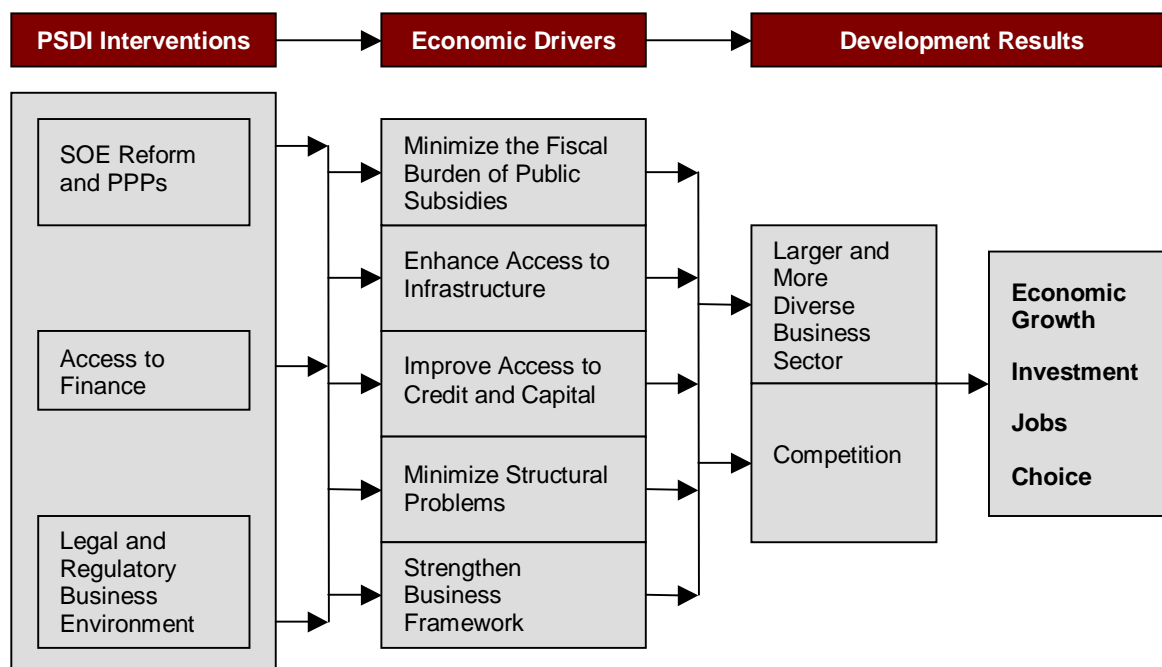 PSDI Interventions
Economic Drivers
Development Results
SOE Reform
and PPPs
Access to
Finance
Legal and
Regulatory
Business
Environment
Minimize the Fiscal
Burden of Public
Subsidies
Enhance Access to
Infrastructure
Improve Access to
Credit and Capital
Minimize Structural
Problems
Strengthen
Business
Framework
Larger and
More
Diverse
Business
Sector
Competition
Economic
Growth
Investment
Jobs
Choice